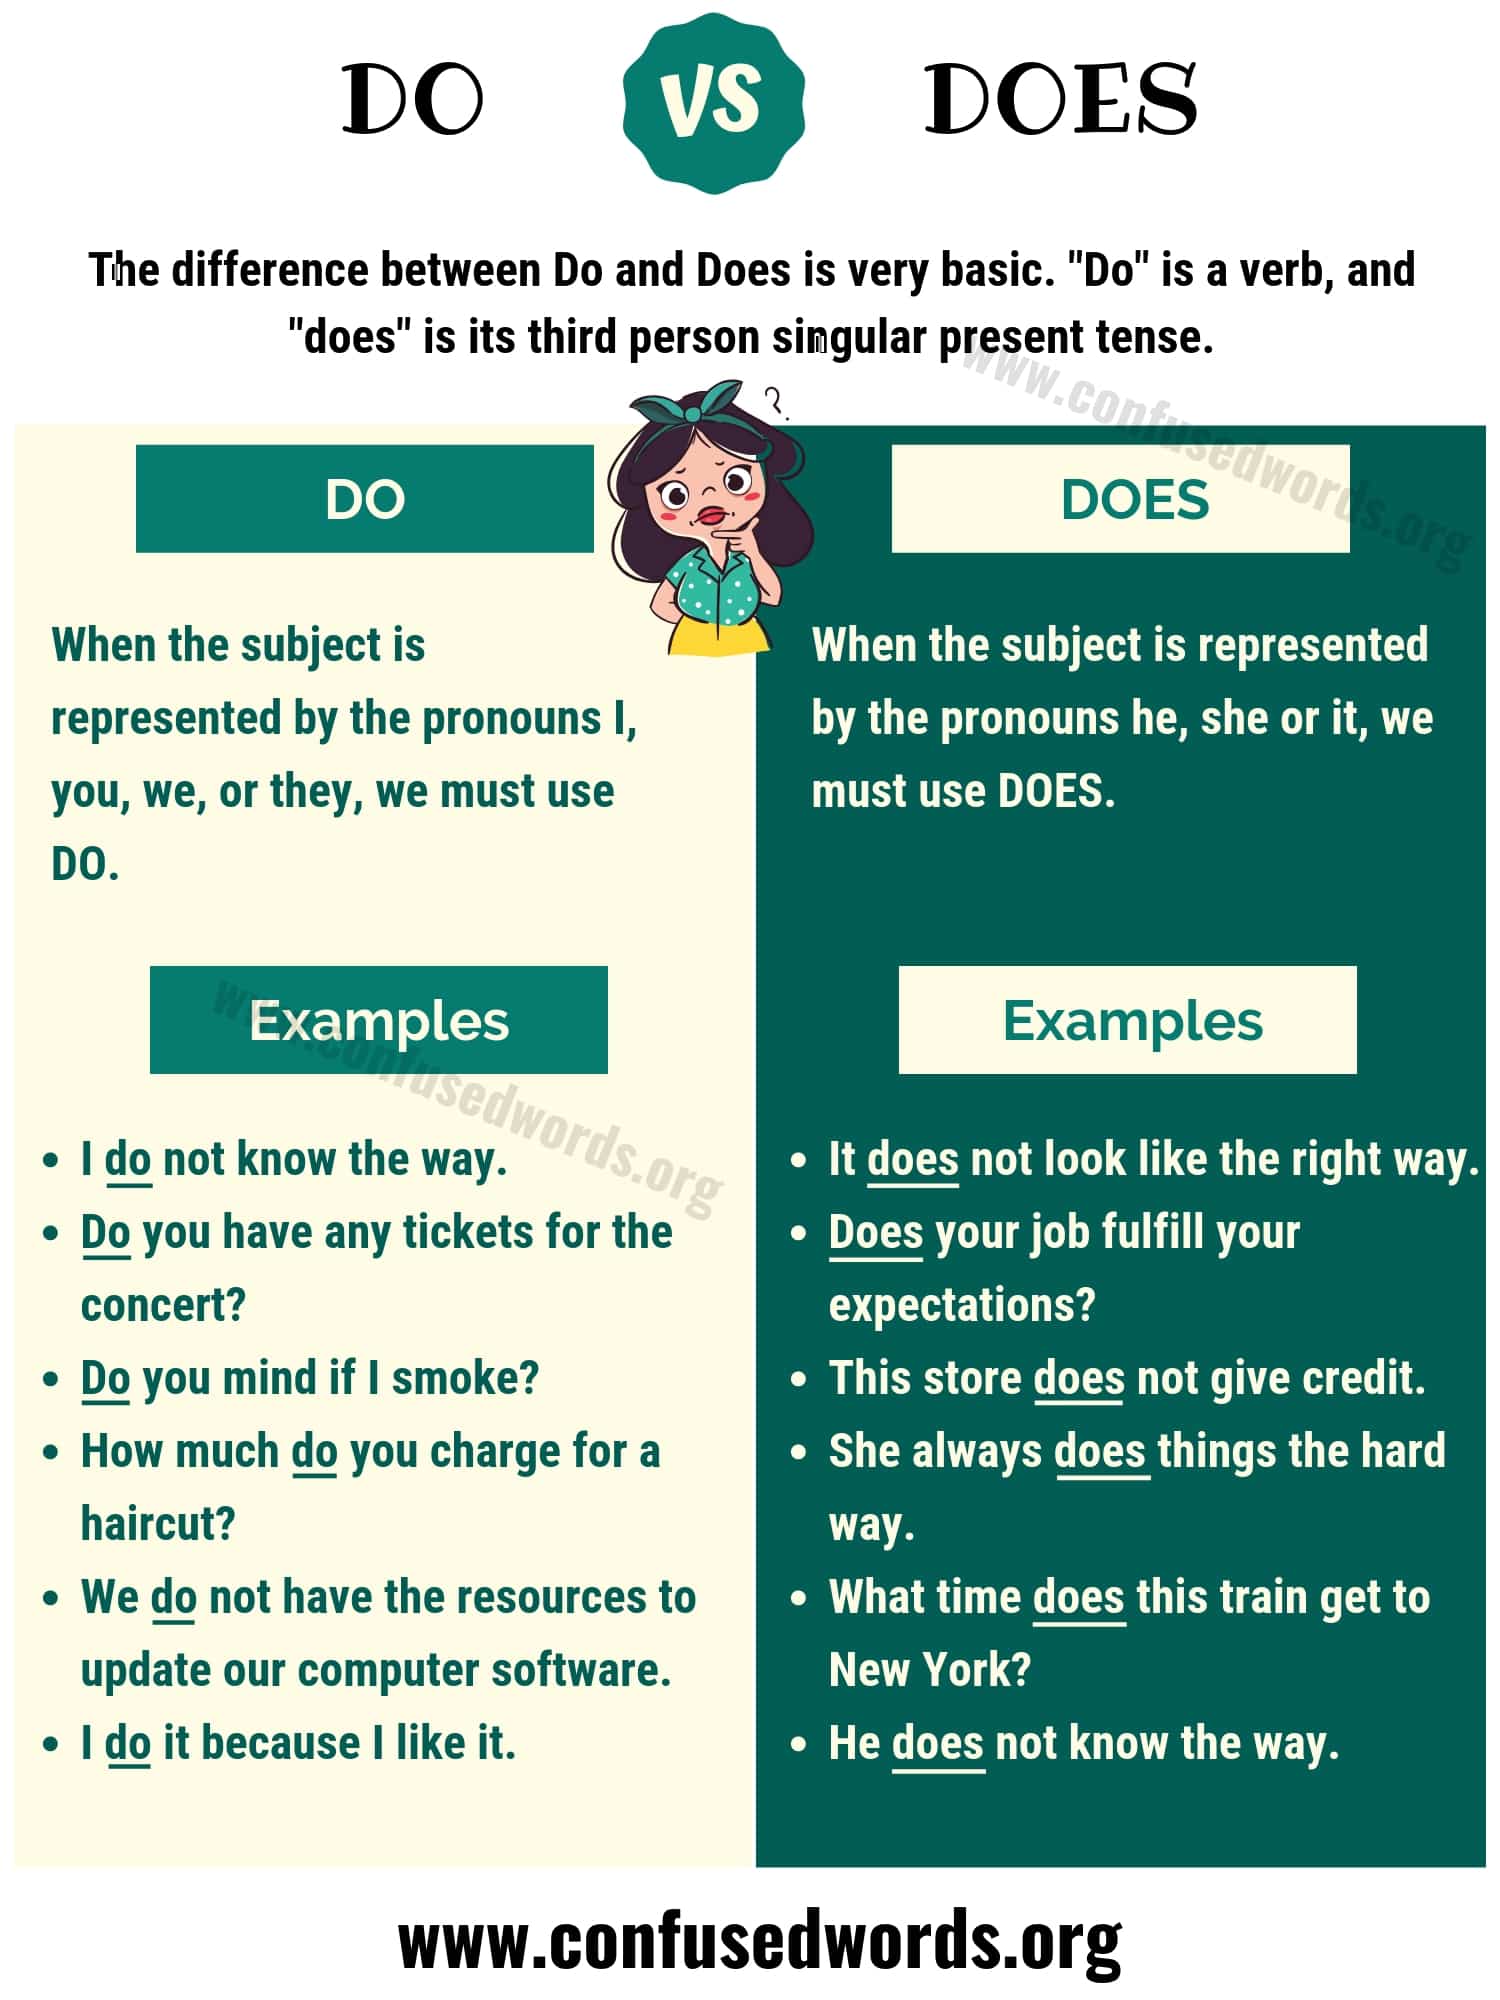 DO VS DOES
The difference between Do and Does is very basic. "Do" is a verb, and
"does" is its third person singular present tense.
www.confusedwords.org
DO
When the subject is
represented by the pronouns I,
you, we, or they, we must use
DO.
Examples
www.confusedwords.org
• I do not know the way.
• Do you have any tickets for the
concert?
• Do you mind if I smoke?
• How much do you charge for a
haircut?
• We do not have the resources to
update our computer software.
• I do it because I like it.
?
DOES
When the subject is represented
by the pronouns he, she or it, we
must use DOES.
Examples
• It does not look like the right way.
• Does your job fulfill your
expectations?
• This store does not give credit.
• She always does things the hard
way.
• What time does this train get to
New York?
• He does not know the way.
www.confusedwords.org